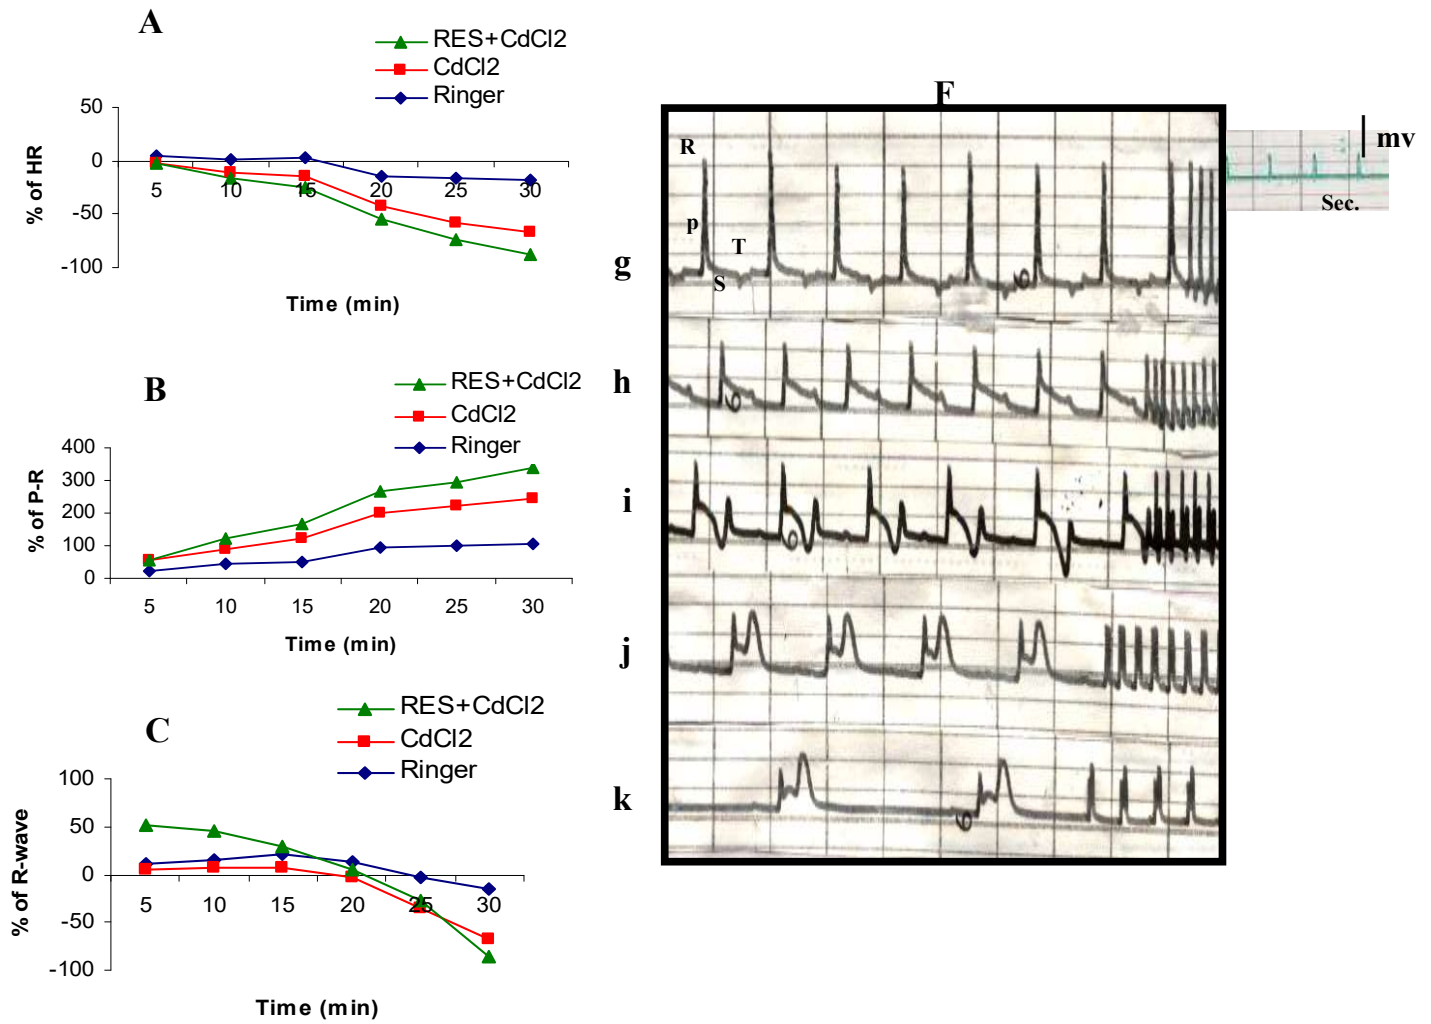 A
RES+CdCl2
CdCl2
Ringer
50
0
-50
-100
5 10 15 20 25 30
% of HR
Time (min)
B
RES+CdCl2
CdCl2
Ringer
400
300
200
100
0
5 10 15 20 25 30
% of P-R
Time (min)
C
RES+CdCl2
CdCl2
Ringer
100
50
0
-50
-100
5 10 15 20 25 30
% of R-wave
Time (min)
F
R
p
T
S
g
h
i
j
k
mv
Sec.